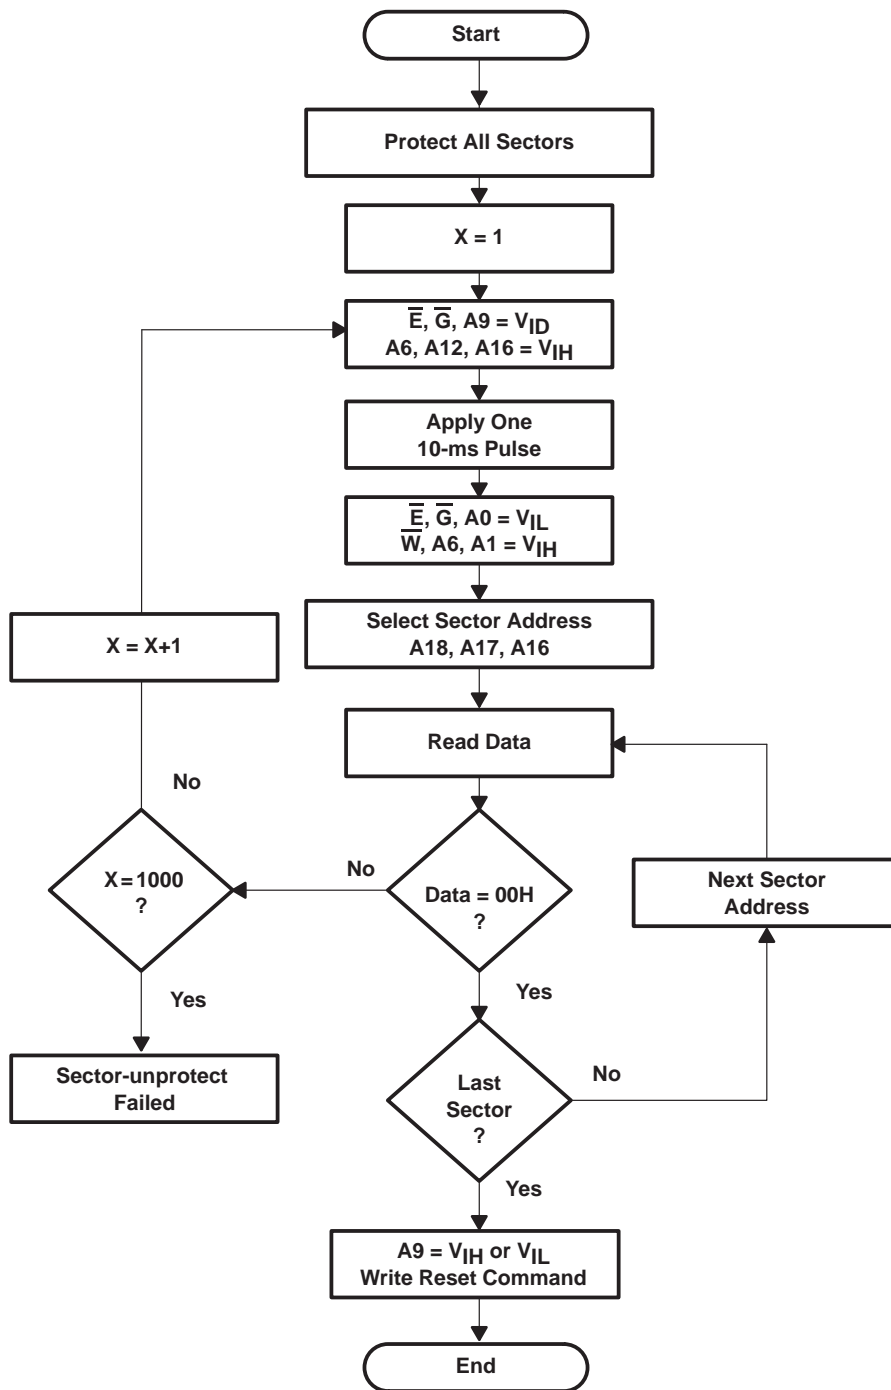 Start
Protect All Sectors
X = 1
E̅, G̅, A9 = VID
A6, A12, A16 = VIH
Apply One
10-ms Pulse
E̅, G̅, A0 = VIL
W̅, A6, A1 = VIH
X = X+1
Select Sector Address
A18, A17, A16
Read Data
No
X = 1000
?
No
Data = 00H
?
Next Sector
Address
Yes
Yes
Sector-unprotect
Failed
Last
Sector
?
No
Yes
A9 = VIH or VIL
Write Reset Command
End